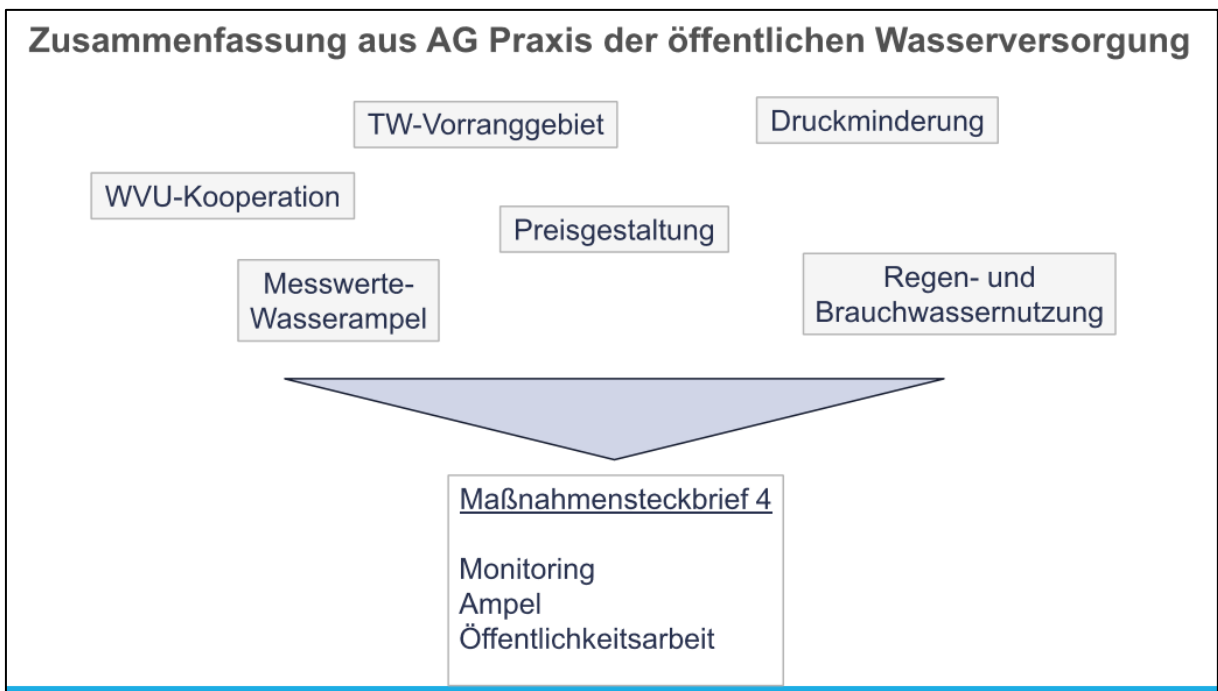 Zusammenfassung aus AG Praxis der öffentlichen Wasserversorgung
TW-Vorranggebiet
Druckminderung
WVU-Kooperation
Preisgestaltung
Messwerte-
Wasserampel
Regen- und
Brauchwassernutzung
Maßnahmensteckbrief 4
Monitoring
Ampel
Öffentlichkeitsarbeit